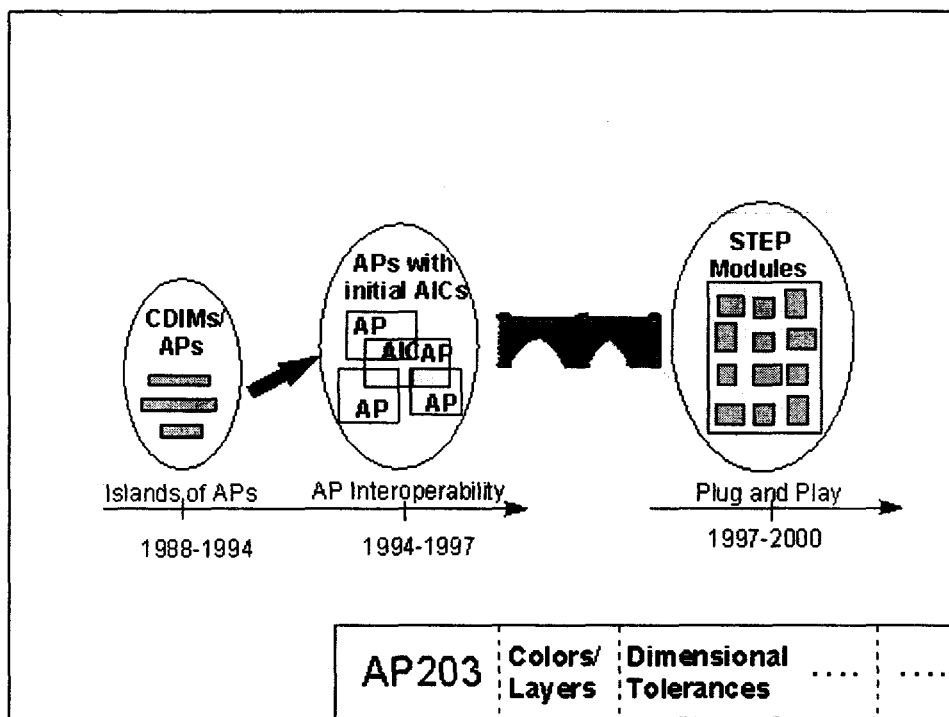 CDIMs/
APs
APs with
initial AICs
AP
AIC
AP
AP
AP
STEP
Modules
Islands of APs
AP Interoperability
Plug and Play
1988-1994
1994-1997
1997-2000
AP203
Colors/
Layers
Dimensional
Tolerances
....
....